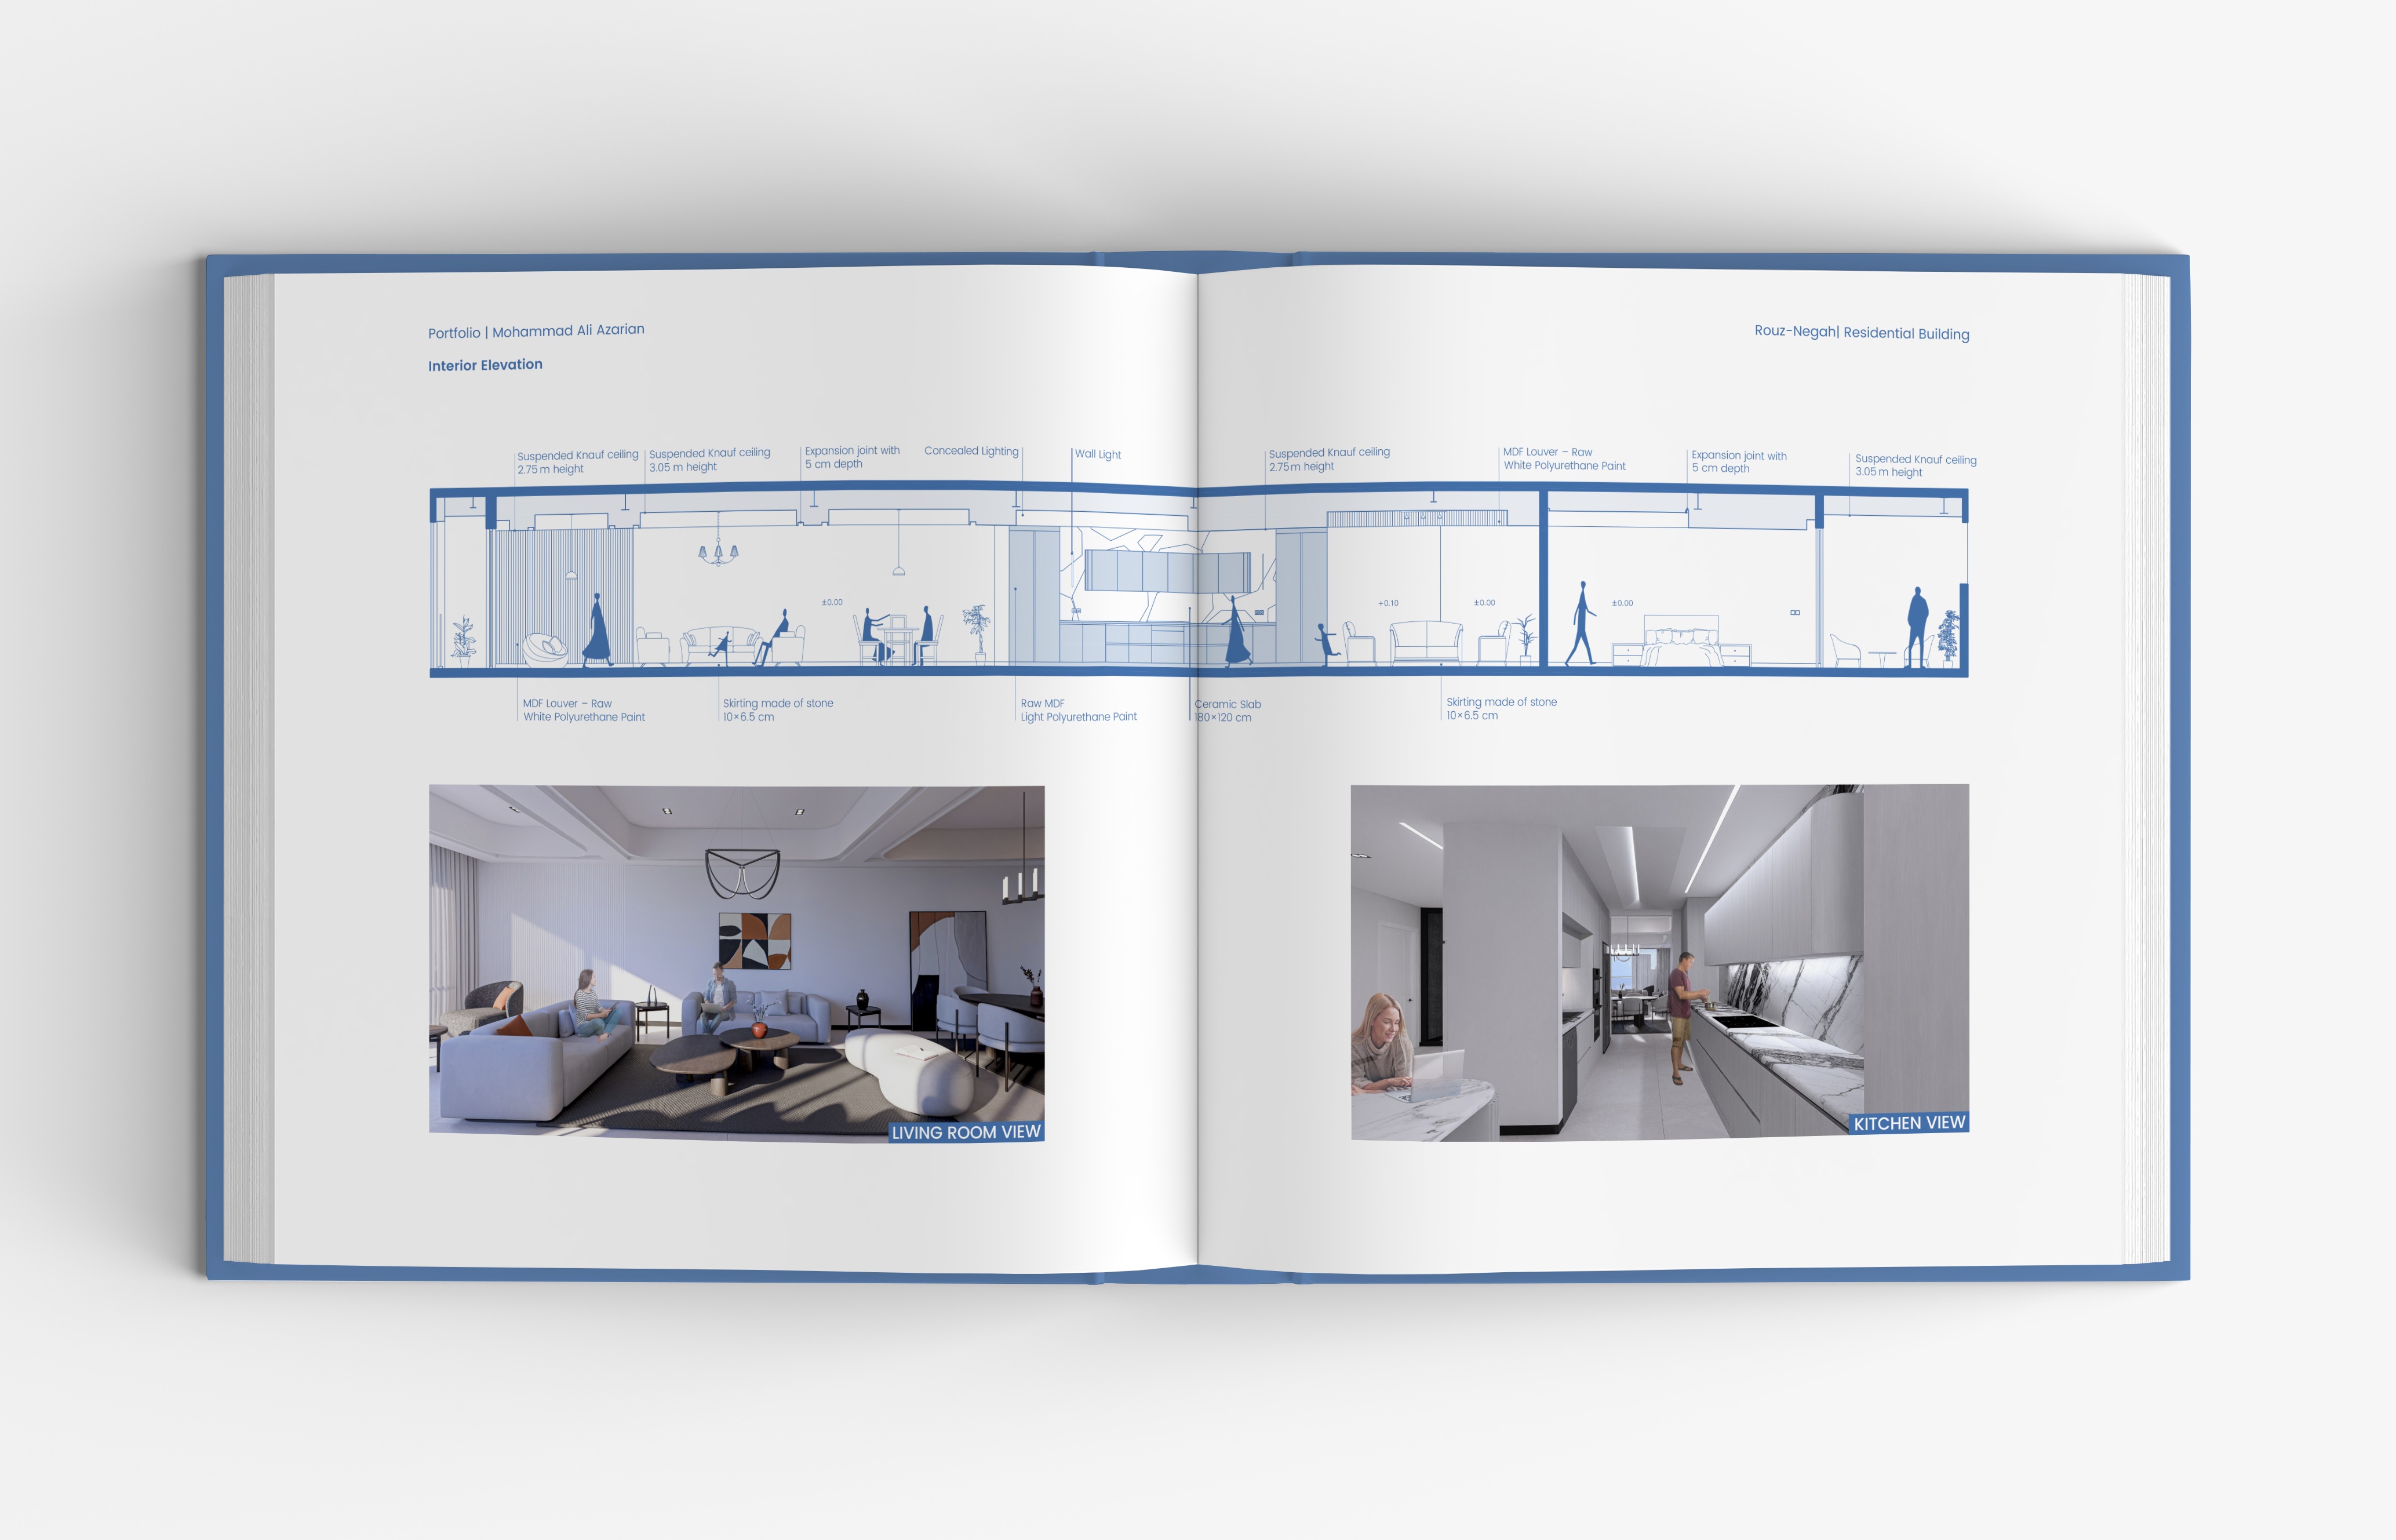 Portfolio | Mohammad Ali Azarian
Rouz-Negah| Residential Building
Interior Elevation
Suspended Knauf ceiling
2.75 m height
Suspended Knauf ceiling
3.05 m height
Expansion joint with
5 cm depth
Concealed Lighting
Wall Light
Suspended Knauf ceiling
2.75 m height
MDF Louver – Raw
White Polyurethane Paint
Expansion joint with
5 cm depth
Suspended Knauf ceiling
3.05 m height
±0.00
+0.10
±0.00
±0.00
MDF Louver – Raw
White Polyurethane Paint
Skirting made of stone
10×6.5 cm
Raw MDF
Light Polyurethane Paint
Ceramic Slab
180×120 cm
Skirting made of stone
10×6.5 cm
LIVING ROOM VIEW
KITCHEN VIEW